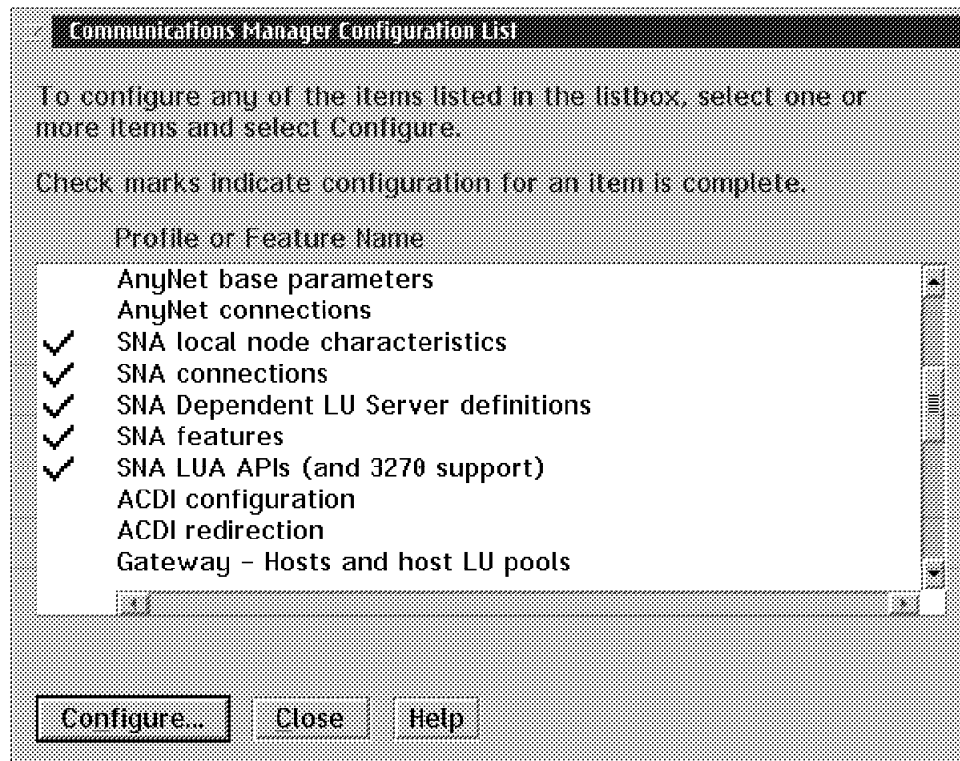 Communications Manager Configuration List
To configure any of the items listed in the listbox, select one or
more items and select Configure.
Check marks indicate configuration for an item is complete.
Profile or Feature Name
AnyNet base parameters
AnyNet connections
SNA local node characteristics
SNA connections
SNA Dependent LU Server definitions
SNA features
SNA LUA APIs (and 3270 support)
ACDI configuration
ACDI redirection
Gateway – Hosts and host LU pools
Configure... Close Help